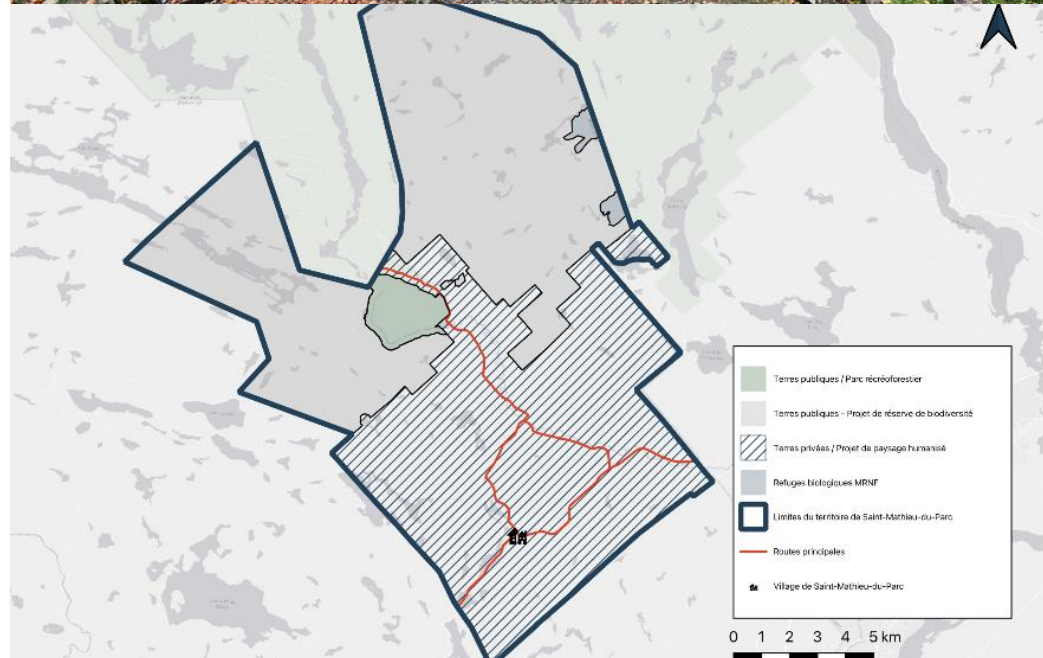 Terres publiques / Parc récréoforestier
Terres publiques - Projet de réserve de biodiversité
Terres privées / Projet de paysage humanisé
Refuges biologiques MRNF
Limites du territoire de Saint-Mathieu-du-Parc
Routes principales
Village de Saint-Mathieu-du-Parc
0 1 2 3 4 5 km